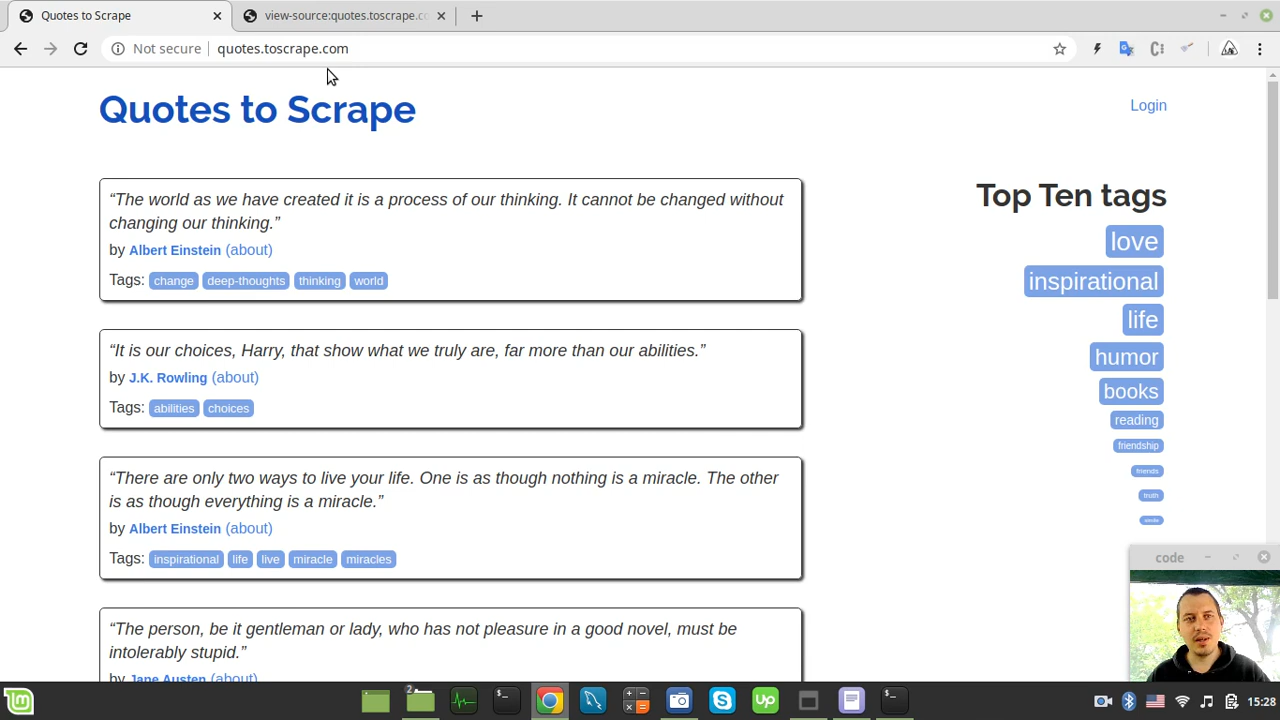 Quotes to Scrape
view-source:quotes.toscrape.co
Not secure
quotes.toscrape.com
Quotes to Scrape
Login
“The world as we have created it is a process of our thinking. It cannot be changed without
changing our thinking.”
by Albert Einstein (about)
Tags: change deep-thoughts thinking world
“It is our choices, Harry, that show what we truly are, far more than our abilities.”
by J.K. Rowling (about)
Tags: abilities choices
“There are only two ways to live your life. One is as though nothing is a miracle. The other
is as though everything is a miracle.”
by Albert Einstein (about)
Tags: inspirational life live miracle miracles
“The person, be it gentleman or lady, who has not pleasure in a good novel, must be
intolerably stupid.”
by Jane Austen (about)
Top Ten tags
love
inspirational
life
humor
books
reading
friendship
friends
truth
code
2
Up
15:28